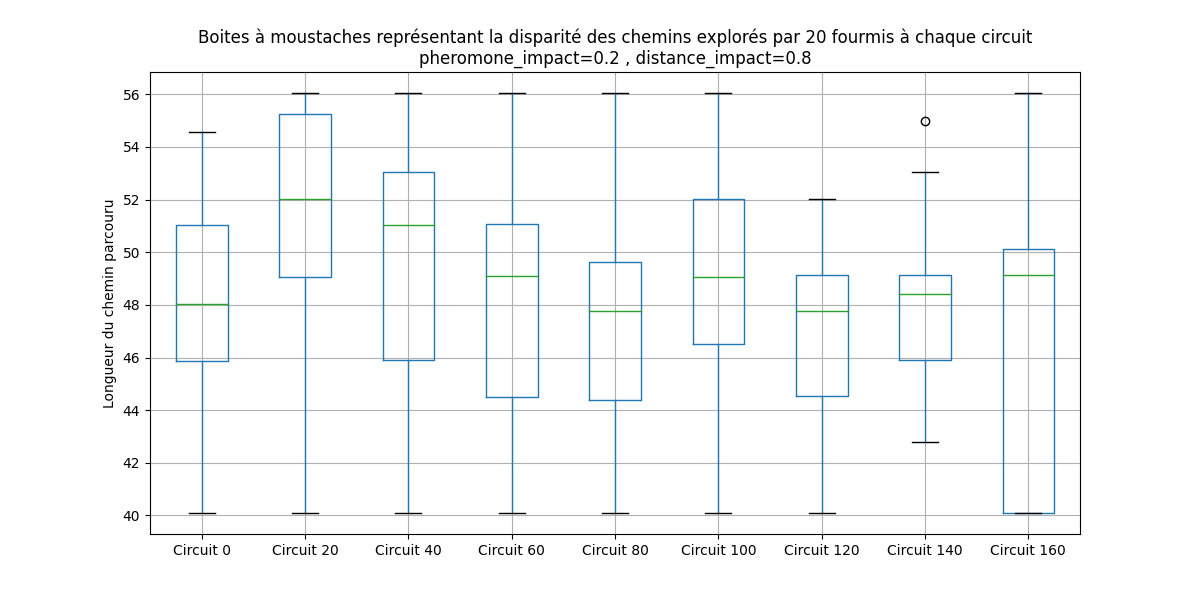 Boites à moustaches représentant la disparité des chemins explorés par 20 fourmis à chaque circuit
pheromone_impact=0.2 , distance_impact=0.8
Longueur du chemin parcouru
56
54
52
50
48
46
44
42
40
Circuit 0
Circuit 20
Circuit 40
Circuit 60
Circuit 80
Circuit 100
Circuit 120
Circuit 140
Circuit 160